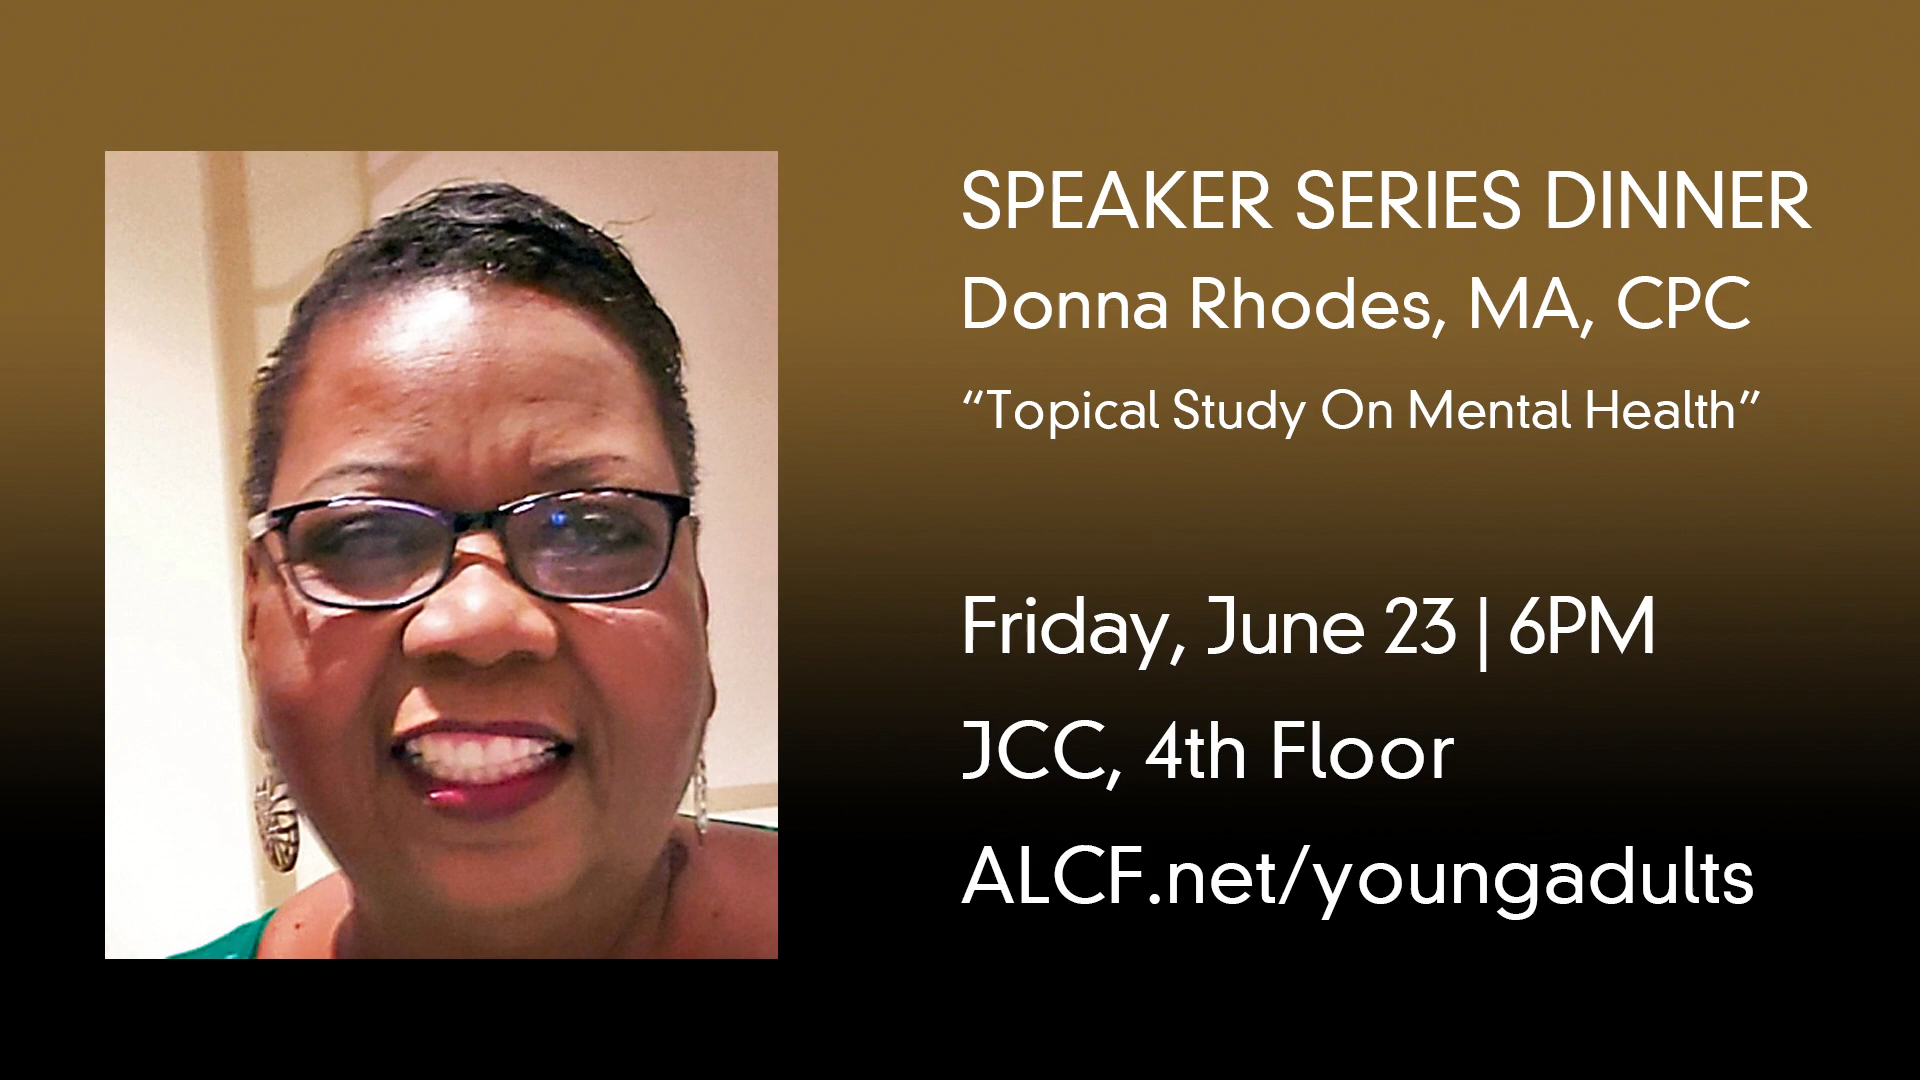 SPEAKER SERIES DINNER
Donna Rhodes, MA, CPC
“Topical Study On Mental Health”
Friday, June 23 | 6PM
JCC, 4th Floor
ALCF.net/youngadults